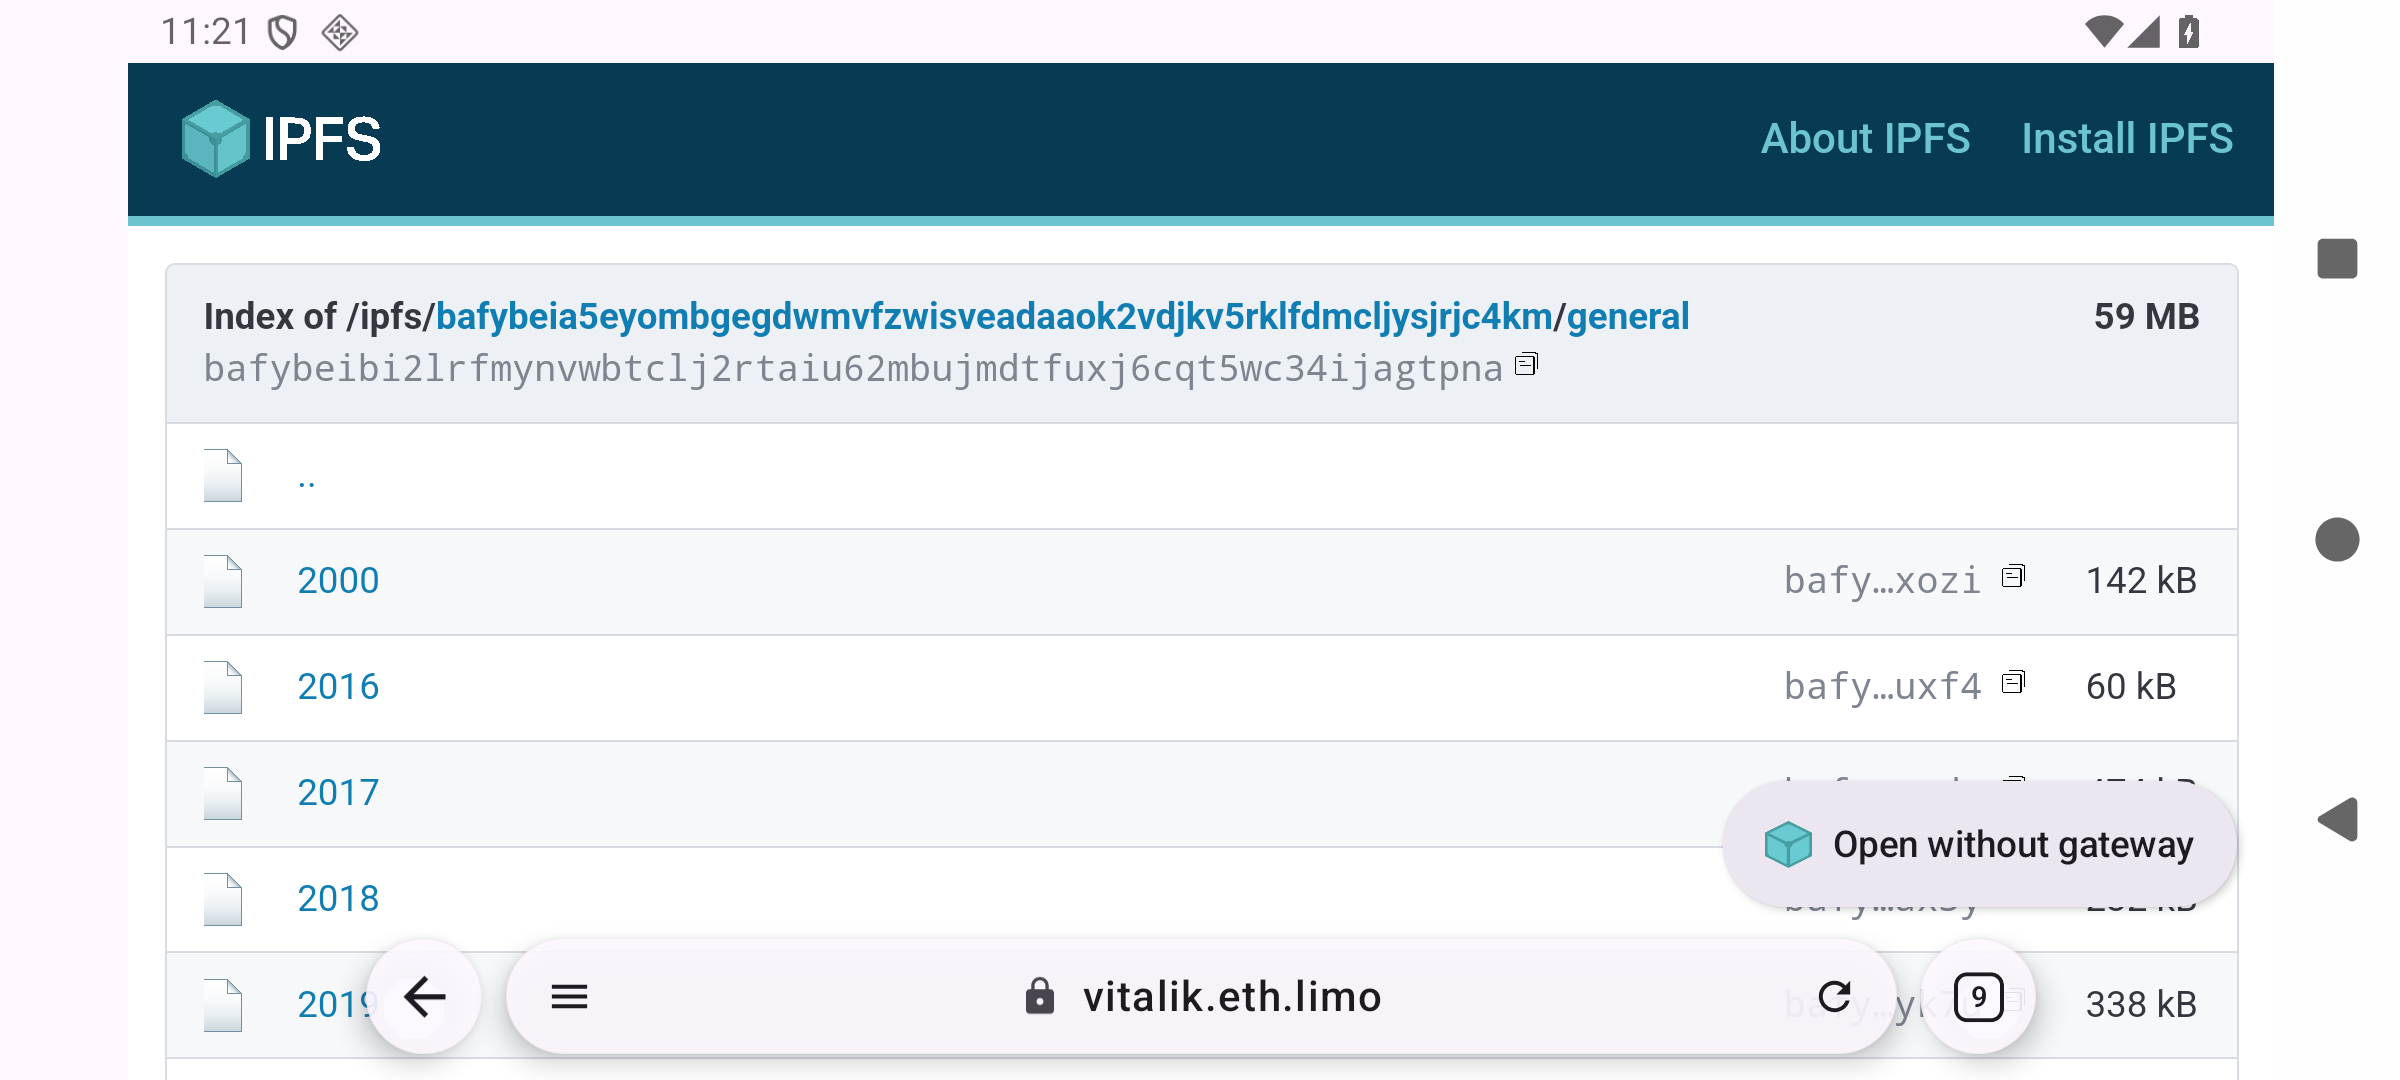 11:21
IPFS
About IPFS Install IPFS
Index of /ipfs/bafybeia5eyombgegdwmvfzwisveadaaok2vdjkv5rklfdmcljysjrjc4km/general 59 MB
bafybeibi2lrfmynvwbtclj2rtaiu62mbujmdtfuxj6cqt5wc34ijagtpna
..
2000 bafy…xozi 142 kB
2016 bafy…uxf4 60 kB
2017
Open without gateway
2018
2019 338 kB
vitalik.eth.limo 9